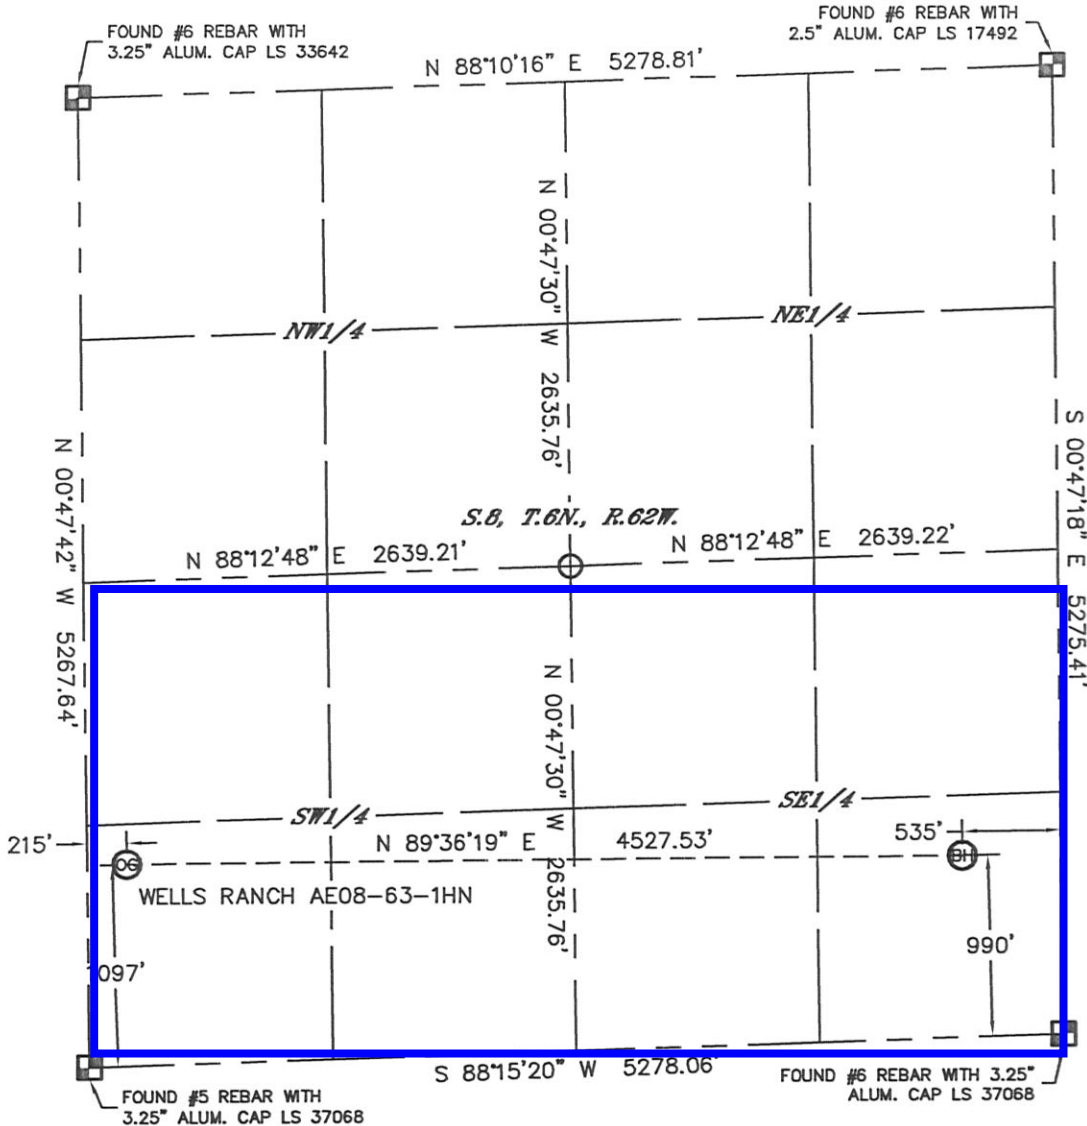 FOUND #6 REBAR WITH
3.25" ALUM. CAP LS 33642
FOUND #6 REBAR WITH
2.5" ALUM. CAP LS 17492
N 88°10'16" E 5278.81'
N 00°47'30" W 2635.76'
NW1/4
NE1/4
N 00°47'42" W 5267.64'
S 00°47'18" E 5275.41'
S.8, T.6N., R.62W.
N 88°12'48" E 2639.21'
N 88°12'48" E 2639.22'
N 00°47'30" W 2635.76'
SW1/4
SE1/4
215'
N 89°36'19" E 4527.53'
535'
OG
BH
WELLS RANCH AE08-63-1HN
097'
990'
S 88°15'20" W 5278.06'
FOUND #5 REBAR WITH
3.25" ALUM. CAP LS 37068
FOUND #6 REBAR WITH 3.25"
ALUM. CAP LS 37068